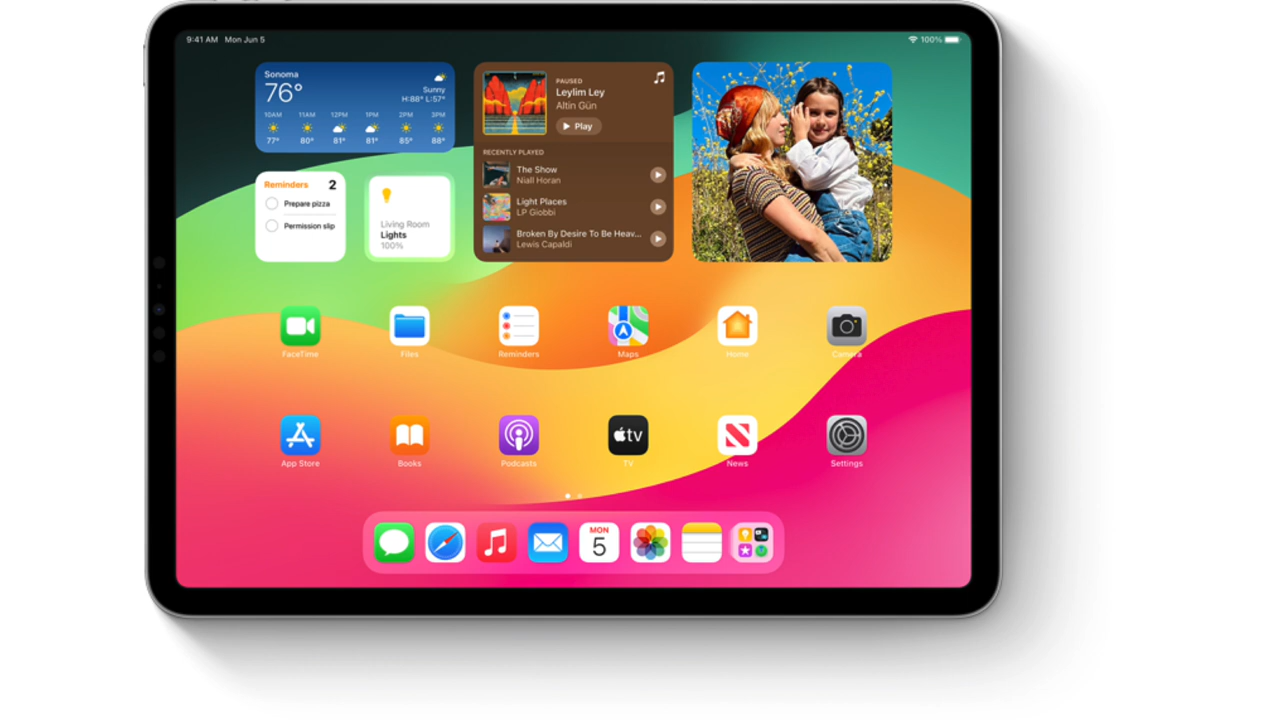 9:41 AM Mon Jun 5
100%
Sonoma
76°
Sunny
H:88° L:57°
10AM 11AM 12PM 1PM 2PM 3PM
77° 80° 81° 81° 85° 88°
Reminders 2
Prepare pizza
Permission slip
Living Room
Lights
100%
PAUSED
Leylim Ley
Altin Gün
Play
RECENTLY PLAYED
The Show
Niall Horan
Light Places
LP Giobbi
Broken By Desire To Be Heav...
Lewis Capaldi
FaceTime Files Reminders Maps Home Camera
tv
App Store Books Podcasts TV News Settings
MON
5